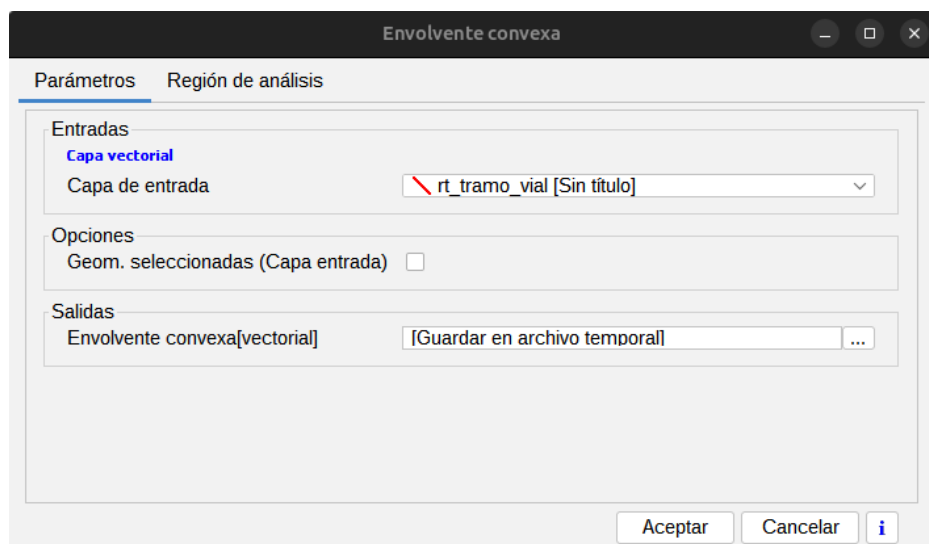 Envolvente convexa
Parámetros Región de análisis
Entradas
Capa vectorial
Capa de entrada rt_tramo_vial [Sin título]
Opciones
Geom. seleccionadas (Capa entrada)
Salidas
Envolvente convexa[vectorial] [Guardar en archivo temporal] ...
Aceptar Cancelar i